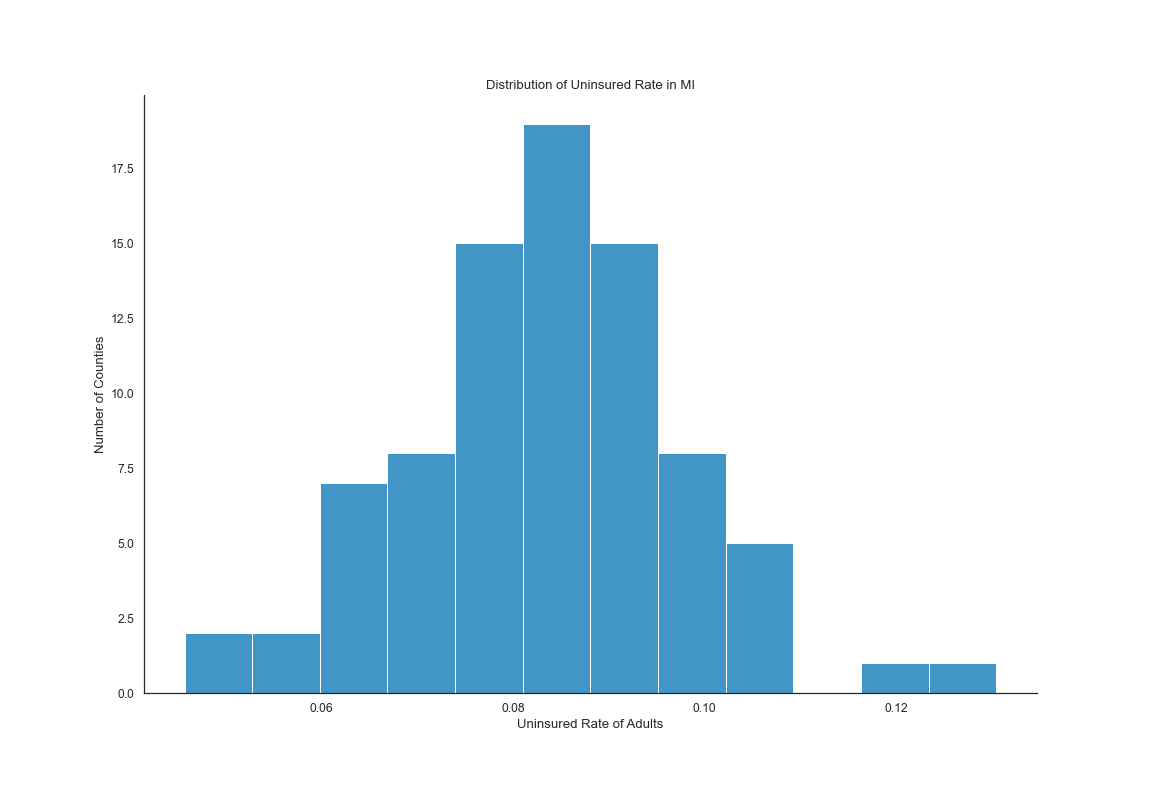 Distribution of Uninsured Rate in MI
17.5
15.0
12.5
10.0
7.5
5.0
2.5
0.0
Number of Counties
0.06 0.08 0.10 0.12
Uninsured Rate of Adults